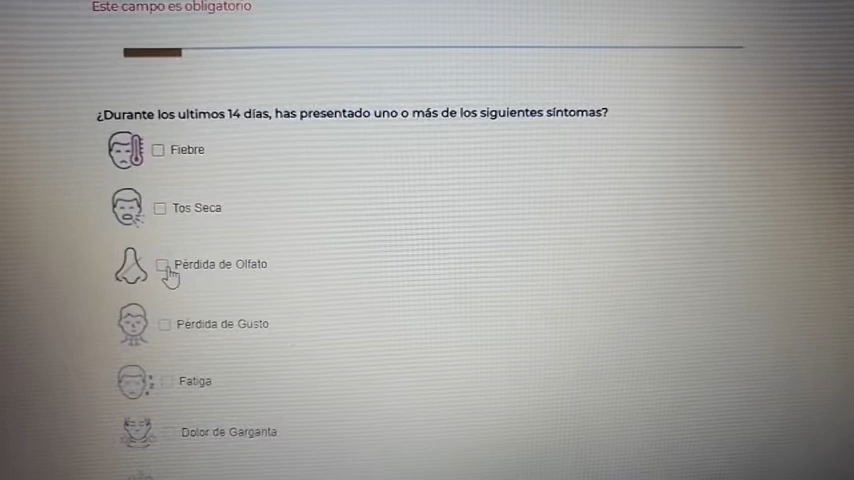 Este campo es obligatorio
¿Durante los ultimos 14 días, has presentado uno o más de los siguientes síntomas?
Fiebre
Tos Seca
Pérdida de Olfato
Pérdida de Gusto
Fatiga
Dolor de Garganta